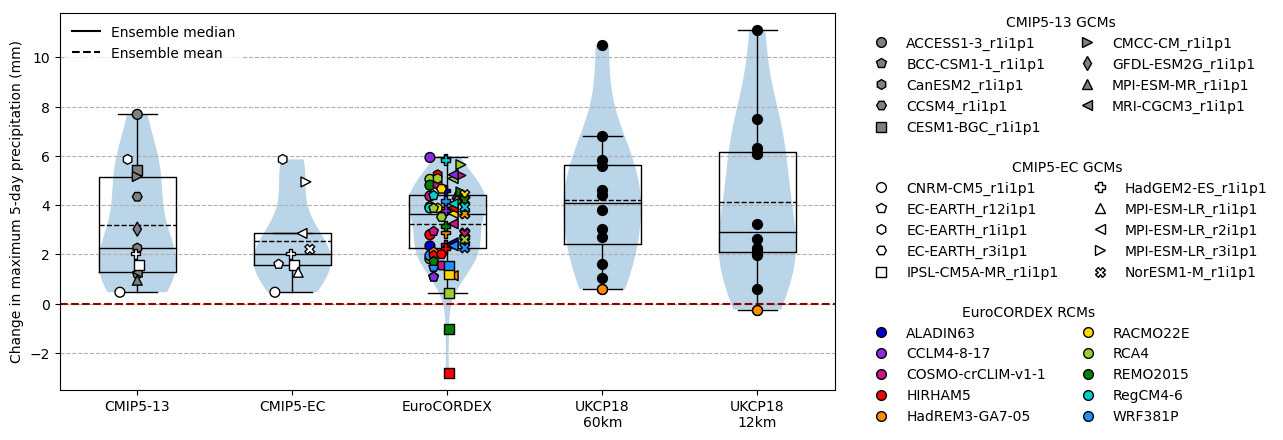 Ensemble median
Ensemble mean
Change in maximum 5-day precipitation (mm)
10
8
6
4
2
0
−2
CMIP5-13
CMIP5-EC
EuroCORDEX
UKCP18
60km
UKCP18
12km
CMIP5-13 GCMs
ACCESS1-3_r1i1p1
BCC-CSM1-1_r1i1p1
CanESM2_r1i1p1
CCSM4_r1i1p1
CESM1-BGC_r1i1p1
CMCC-CM_r1i1p1
GFDL-ESM2G_r1i1p1
MPI-ESM-MR_r1i1p1
MRI-CGCM3_r1i1p1
CMIP5-EC GCMs
CNRM-CM5_r1i1p1
EC-EARTH_r12i1p1
EC-EARTH_r1i1p1
EC-EARTH_r3i1p1
IPSL-CM5A-MR_r1i1p1
HadGEM2-ES_r1i1p1
MPI-ESM-LR_r1i1p1
MPI-ESM-LR_r2i1p1
MPI-ESM-LR_r3i1p1
NorESM1-M_r1i1p1
EuroCORDEX RCMs
ALADIN63
CCLM4-8-17
COSMO-crCLIM-v1-1
HIRHAM5
HadREM3-GA7-05
RACMO22E
RCA4
REMO2015
RegCM4-6
WRF381P